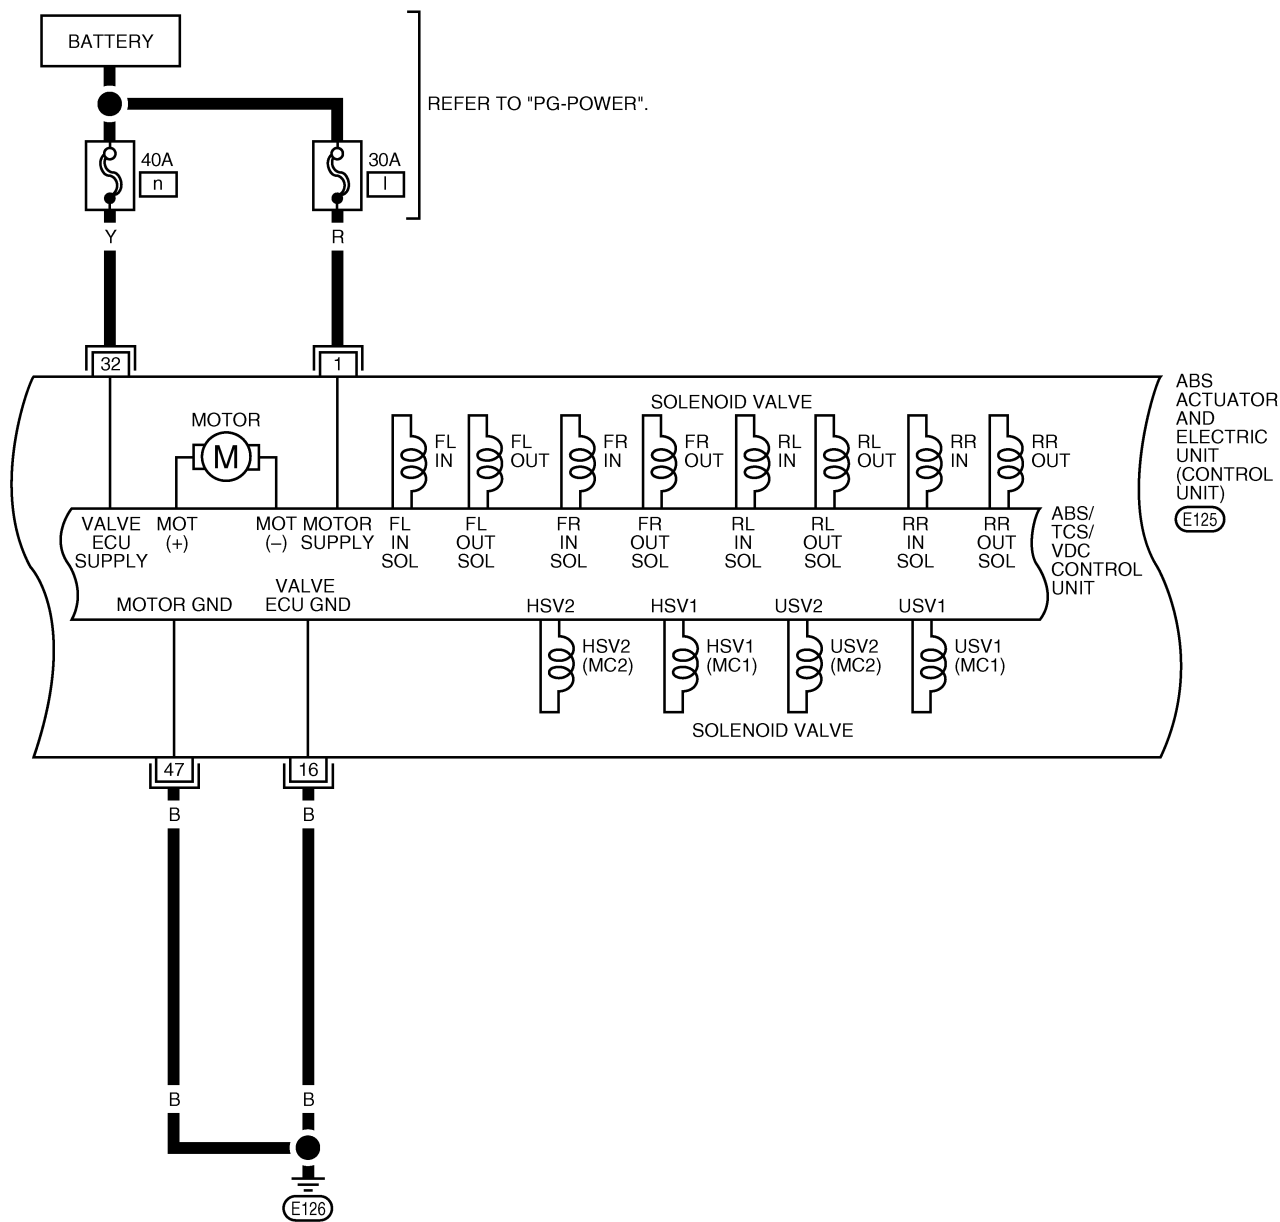 BATTERY
REFER TO "PG-POWER".
40A
n
30A
l
Y
R
32
1
ABS
ACTUATOR
AND
ELECTRIC
UNIT
(CONTROL
UNIT)
E125
MOTOR
M
SOLENOID VALVE
FL
IN
FL
OUT
FR
IN
FR
OUT
RL
IN
RL
OUT
RR
IN
RR
OUT
VALVE
ECU
SUPPLY
MOT
(+)
MOT
(–)
MOTOR
SUPPLY
FL
IN
SOL
FL
OUT
SOL
FR
IN
SOL
FR
OUT
SOL
RL
IN
SOL
RL
OUT
SOL
RR
IN
SOL
RR
OUT
SOL
ABS/
TCS/
VDC
CONTROL
UNIT
MOTOR GND
VALVE
ECU GND
HSV2
HSV1
USV2
USV1
HSV2
(MC2)
HSV1
(MC1)
USV2
(MC2)
USV1
(MC1)
SOLENOID VALVE
47
16
B
B
B
B
E126